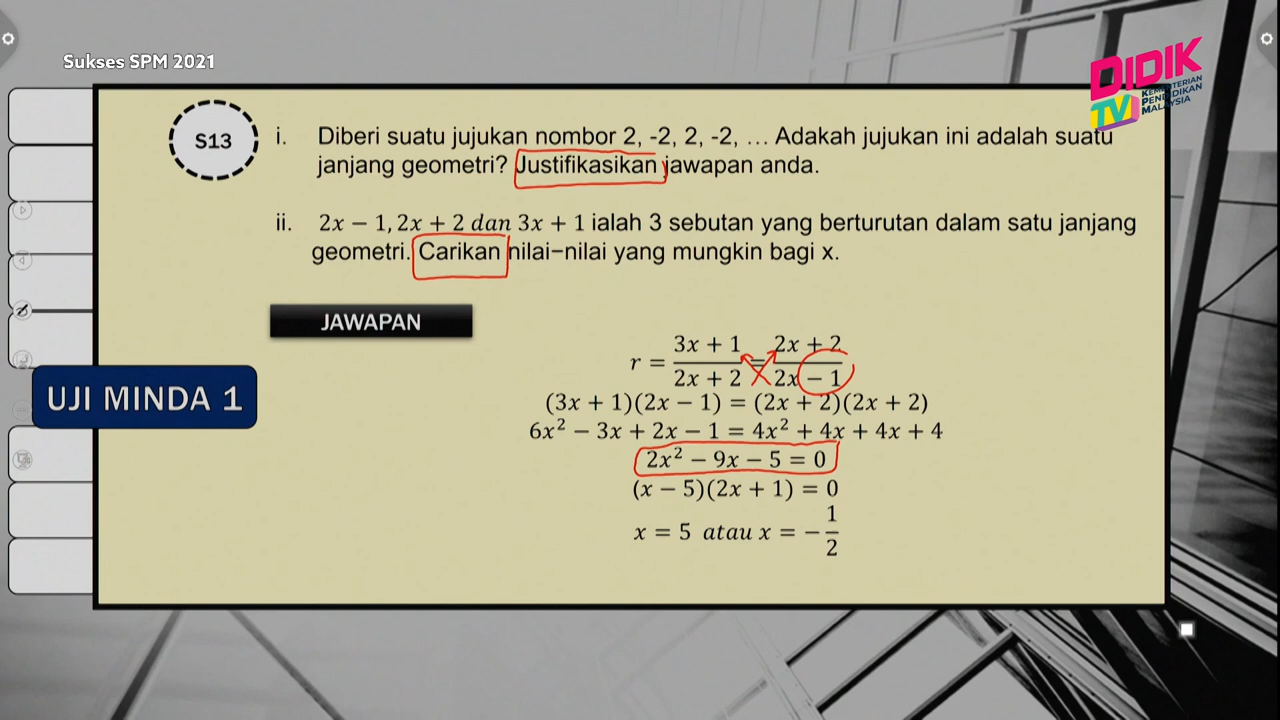 Sukses SPM 2021
DIDIK
TV
KEMENTERIAN
PENDIDIKAN
MALAYSIA
S13
i. Diberi suatu jujukan nombor 2, -2, 2, -2, … Adakah jujukan ini adalah suatu
janjang geometri? Justifikasikan jawapan anda.
ii. 2x − 1, 2x + 2 dan 3x + 1 ialah 3 sebutan yang berturutan dalam satu janjang
geometri. Carikan nilai−nilai yang mungkin bagi x.
JAWAPAN
UJI MINDA 1
r = (3x + 1)/(2x + 2) = (2x + 2)/(2x − 1)
(3x + 1)(2x − 1) = (2x + 2)(2x + 2)
6x² − 3x + 2x − 1 = 4x² + 4x + 4x + 4
2x² − 9x − 5 = 0
(x − 5)(2x + 1) = 0
x = 5 atau x = −1/2